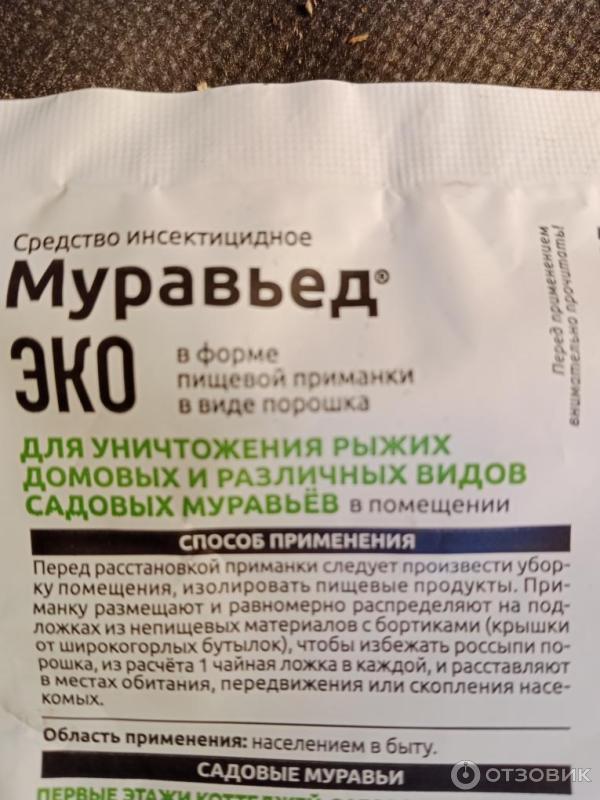 Средство инсектицидное
Муравьед®
ЭКО
в форме
пищевой приманки
в виде порошка
Перед применением
внимательно прочитать!
ДЛЯ УНИЧТОЖЕНИЯ РЫЖИХ
ДОМОВЫХ И РАЗЛИЧНЫХ ВИДОВ
САДОВЫХ МУРАВЬЁВ в помещении
СПОСОБ ПРИМЕНЕНИЯ
Перед расстановкой приманки следует произвести убор-
ку помещения, изолировать пищевые продукты. При-
манку размещают и равномерно распределяют на под-
ложках из непищевых материалов с бортиками (крышки
от широкогорлых бутылок), чтобы избежать россыпи по-
рошка, из расчёта 1 чайная ложка в каждой, и расставляют
в местах обитания, передвижения или скопления насе-
комых.
Область применения: населением в быту.
САДОВЫЕ МУРАВЬИ
ПЕРВЫЕ ЭТАЖИ КОТТЕДЖЕЙ,
ОТЗОВИК